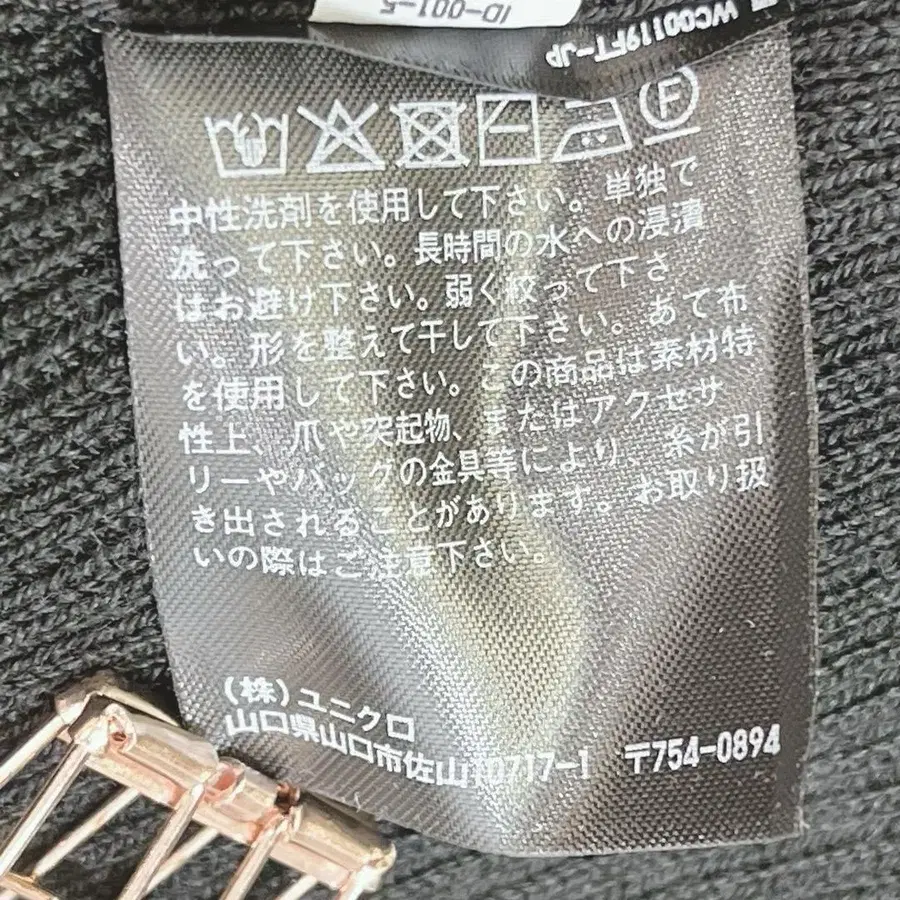 ID-001-5
WC00119FT-JP
F
中性洗剤を使用して下さい。単独で
洗って下さい。長時間の水への浸漬
はお避け下さい。弱く絞って下さ
い。形を整えて干して下さい。あて布
を使用して下さい。この商品は素材特
性上、爪や突起物、またはアクセサ
リーやバッグの金具等により、糸が引
き出されることがあります。お取り扱
いの際はご注意下さい。
(株)ユニクロ
山口県山口市佐山10717-1 〒754-0894